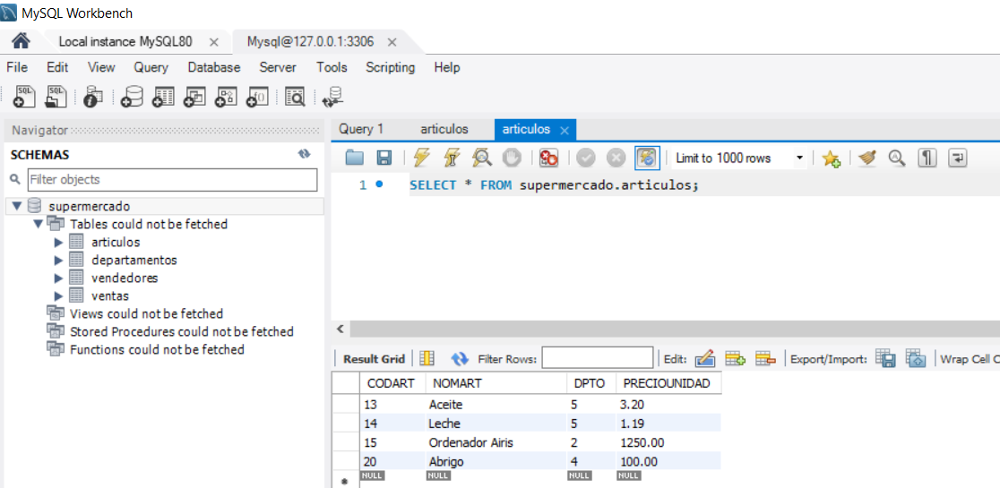 MySQL Workbench
Local instance MySQL80
Mysql@127.0.0.1:3306
File Edit View Query Database Server Tools Scripting Help
Navigator
SCHEMAS
Filter objects
supermercado
Tables could not be fetched
articulos
departamentos
vendedores
ventas
Views could not be fetched
Stored Procedures could not be fetched
Functions could not be fetched
Query 1 articulos articulos
Limit to 1000 rows
1 SELECT * FROM supermercado.articulos;
Result Grid Filter Rows: Edit: Export/Import: Wrap Cell C
CODART NOMART DPTO PRECIOUNIDAD
13 Aceite 5 3.20
14 Leche 5 1.19
15 Ordenador Airis 2 1250.00
20 Abrigo 4 100.00
NULL NULL NULL NULL